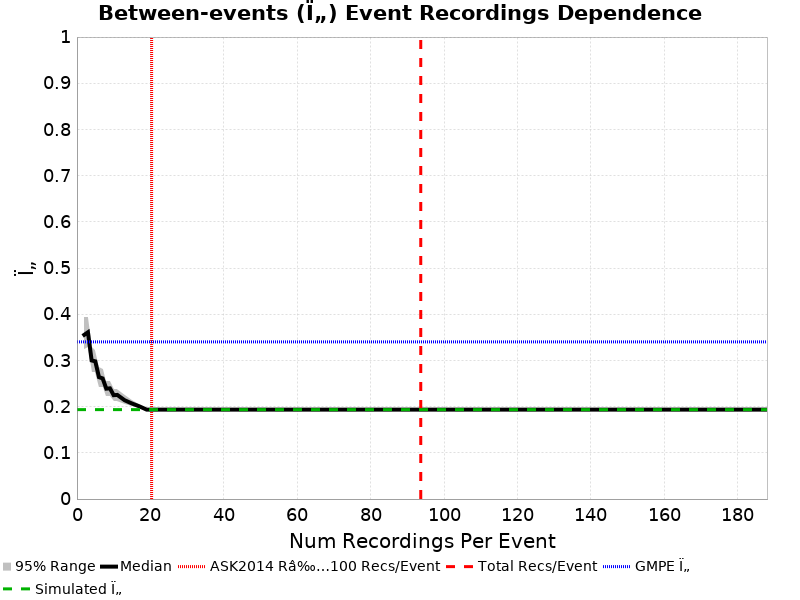 Between-events (Ï„) Event Recordings Dependence
1
0.9
0.8
0.7
0.6
0.5
0.4
0.3
0.2
0.1
0
Ï„
0 20 40 60 80 100 120 140 160 180
Num Recordings Per Event
95% Range Median ASK2014 Râ‰…100 Recs/Event Total Recs/Event GMPE Ï„
Simulated Ï„